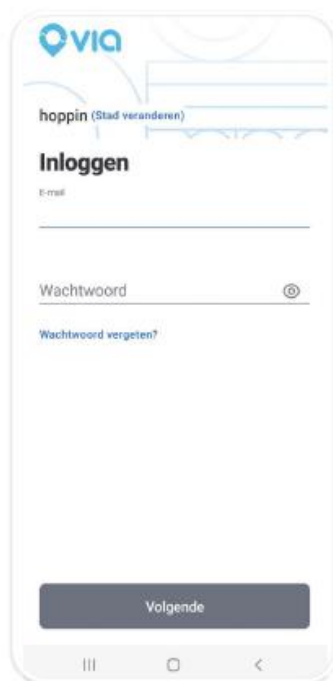 via
hoppin (Stad veranderen)
Inloggen
E-mail
Wachtwoord
Wachtwoord vergeten?
Volgende